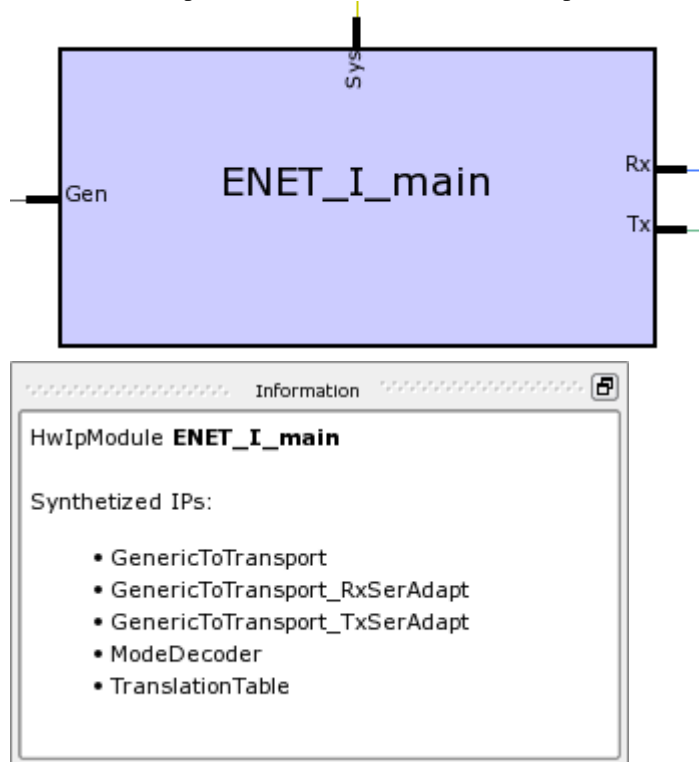 Sys
Gen
ENET_I_main
Rx
Tx
Information
HwIpModule ENET_I_main
Synthetized IPs:
• GenericToTransport
• GenericToTransport_RxSerAdapt
• GenericToTransport_TxSerAdapt
• ModeDecoder
• TranslationTable